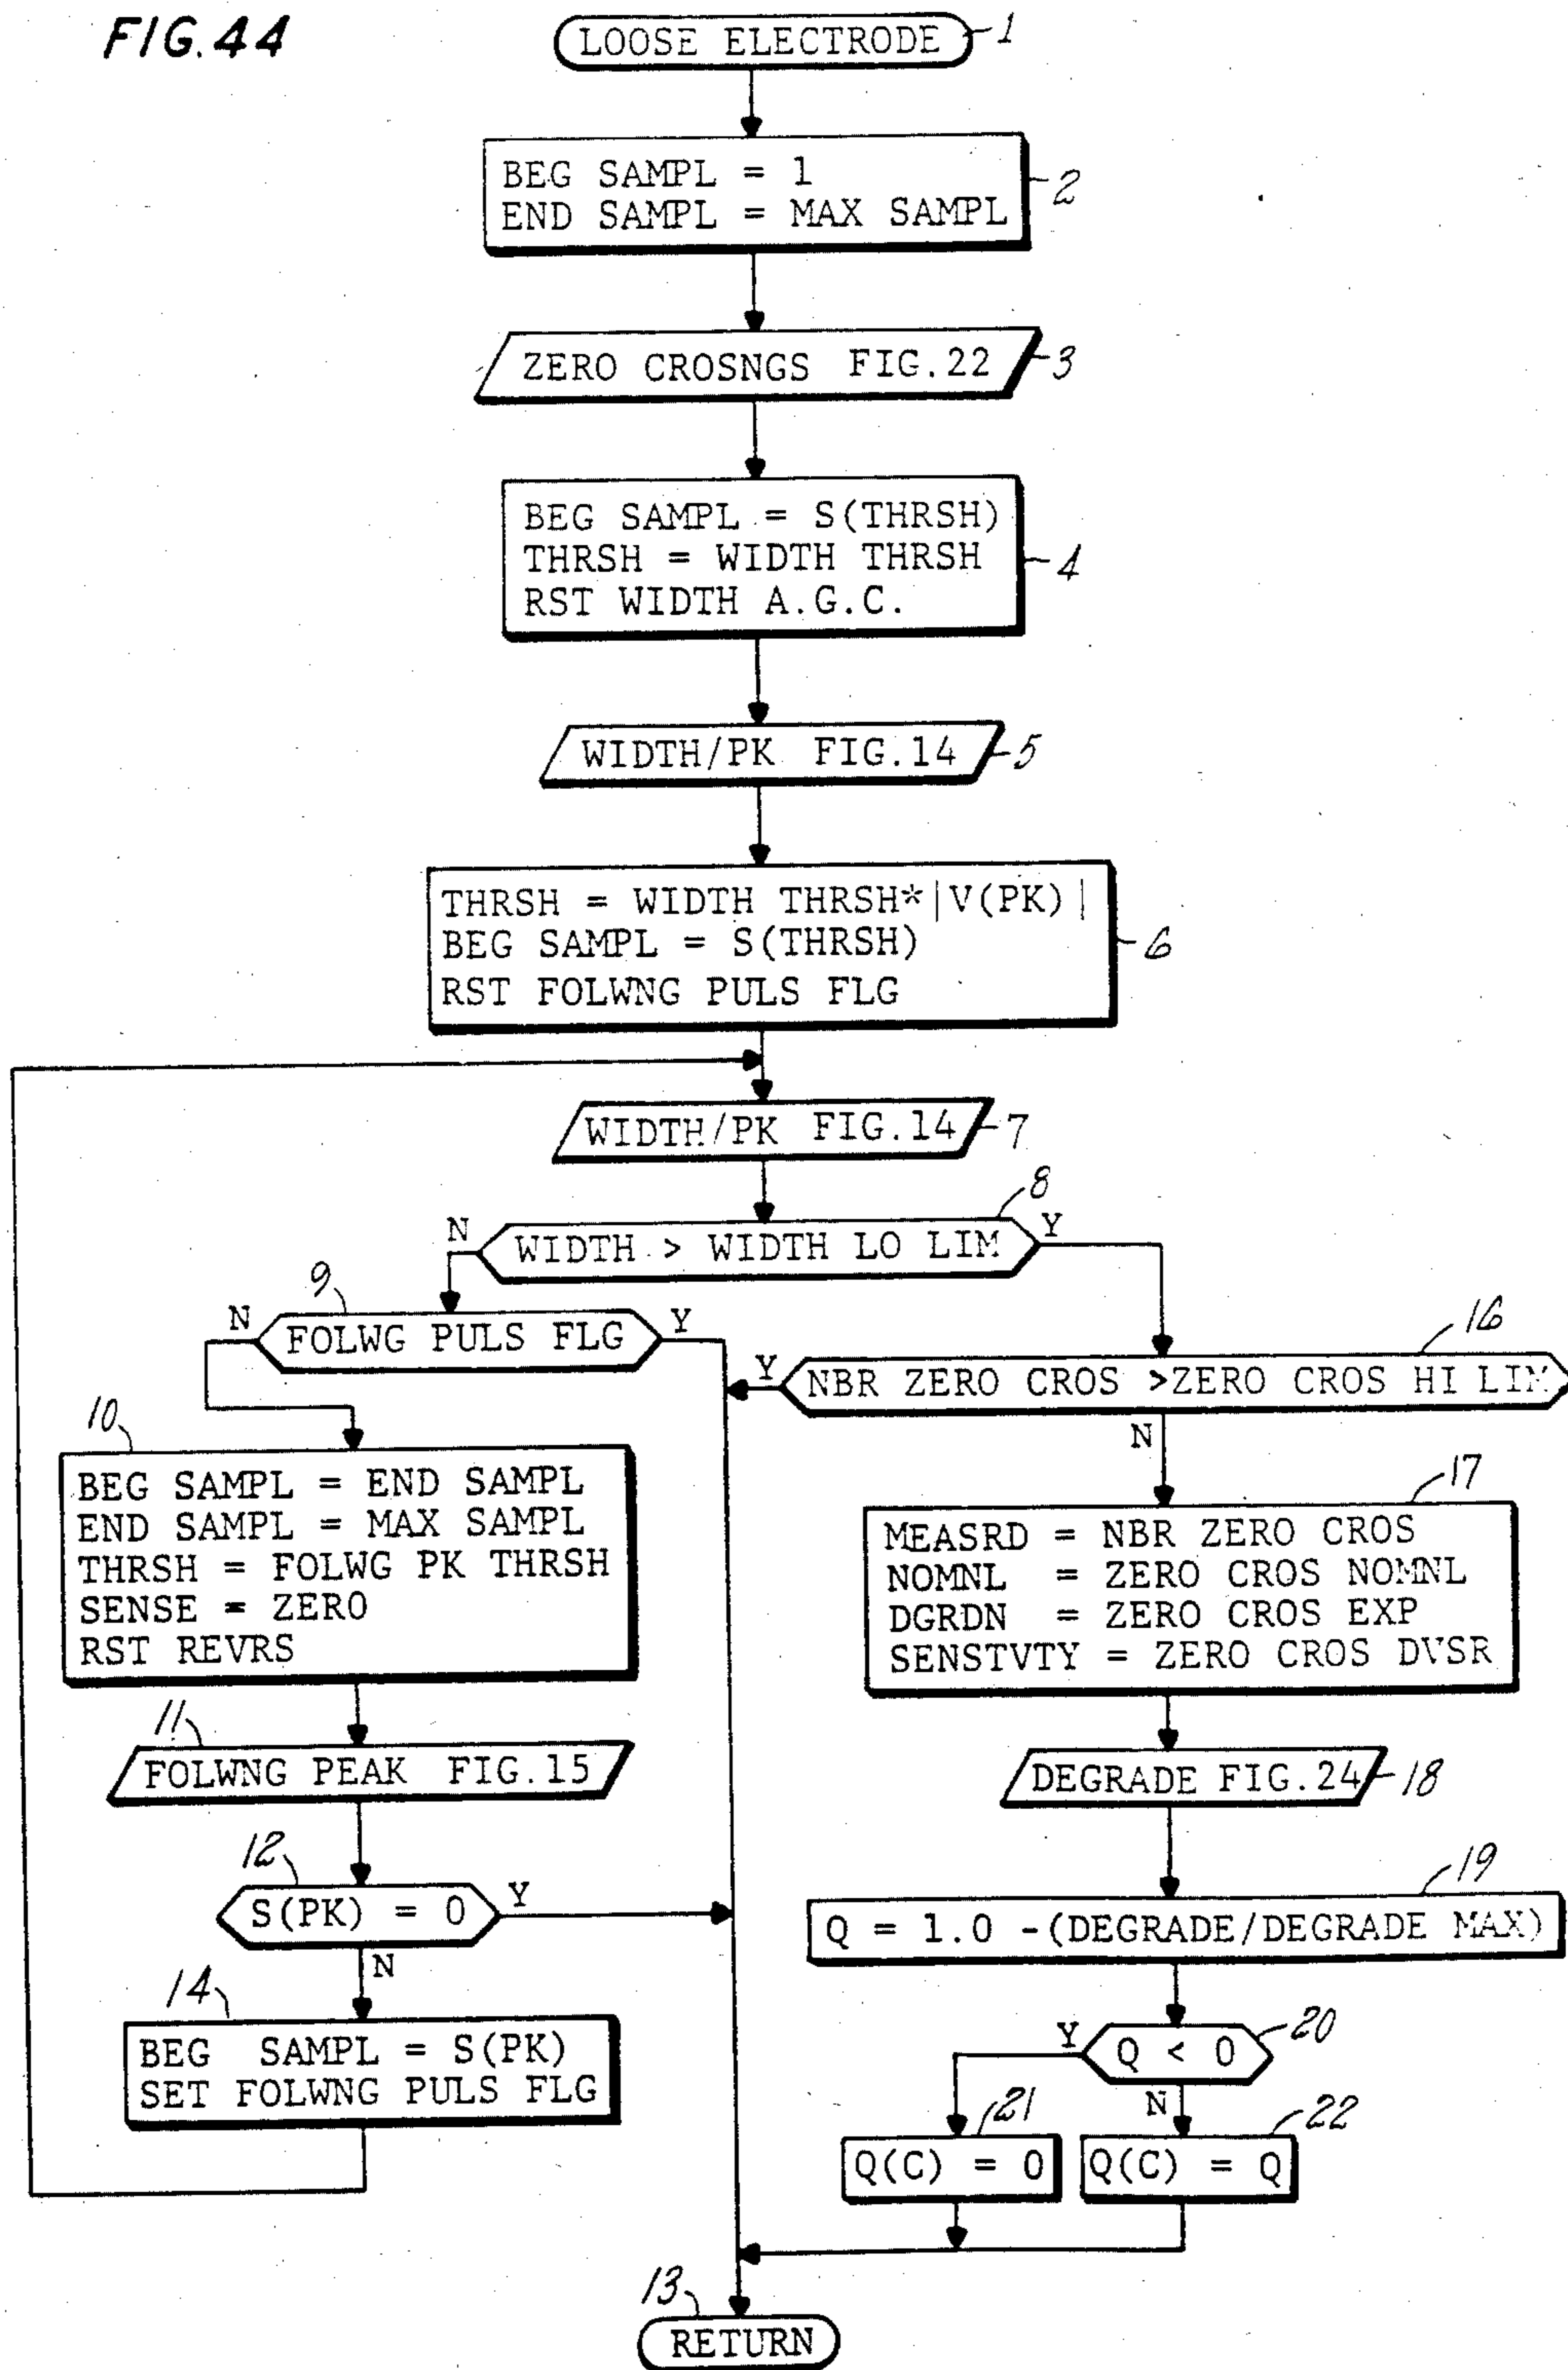 FIG.44
LOOSE ELECTRODE
1
BEG SAMPL = 1
END SAMPL = MAX SAMPL
2
ZERO CROSNGS FIG.22
3
BEG SAMPL = S(THRSH)
THRSH = WIDTH THRSH
RST WIDTH A.G.C.
4
WIDTH/PK FIG.14
5
THRSH = WIDTH THRSH*|V(PK)|
BEG SAMPL = S(THRSH)
RST FOLWNG PULS FLG
6
WIDTH/PK FIG.14
7
8
N
WIDTH > WIDTH LO LIM
Y
9
N
FOLWG PULS FLG
Y
16
Y
NBR ZERO CROS >ZERO CROS HI LIM
N
10
BEG SAMPL = END SAMPL
END SAMPL = MAX SAMPL
THRSH = FOLWG PK THRSH
SENSE = ZERO
RST REVRS
17
MEASRD = NBR ZERO CROS
NOMNL = ZERO CROS NOMNL
DGRDN = ZERO CROS EXP
SENSTVTY = ZERO CROS DVSR
11
FOLWNG PEAK FIG.15
DEGRADE FIG.24
18
12
S(PK) = 0
Y
N
19
Q = 1.0 -(DEGRADE/DEGRADE MAX)
14
BEG SAMPL = S(PK)
SET FOLWNG PULS FLG
20
Y
Q < 0
N
21
Q(C) = 0
22
Q(C) = Q
13
RETURN